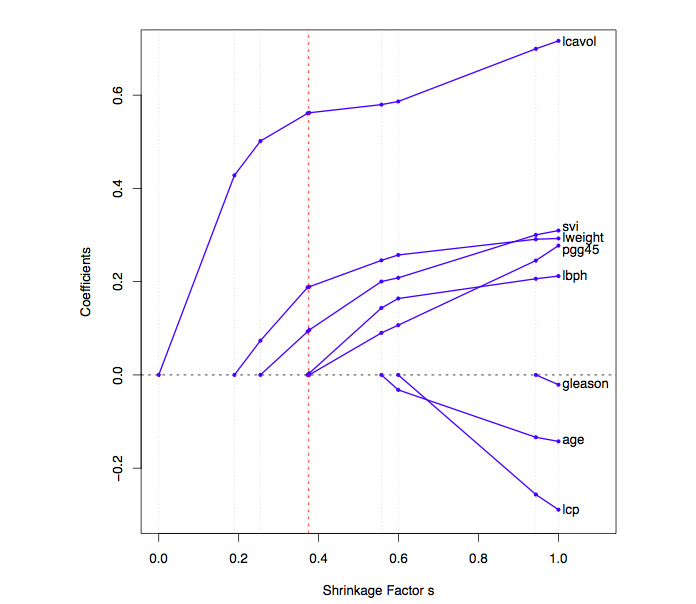 lcavol
0.6
0.4
svi
lweight
pgg45
0.2
lbph
Coefficients
0.0
gleason
age
−0.2
lcp
0.0 0.2 0.4 0.6 0.8 1.0
Shrinkage Factor s